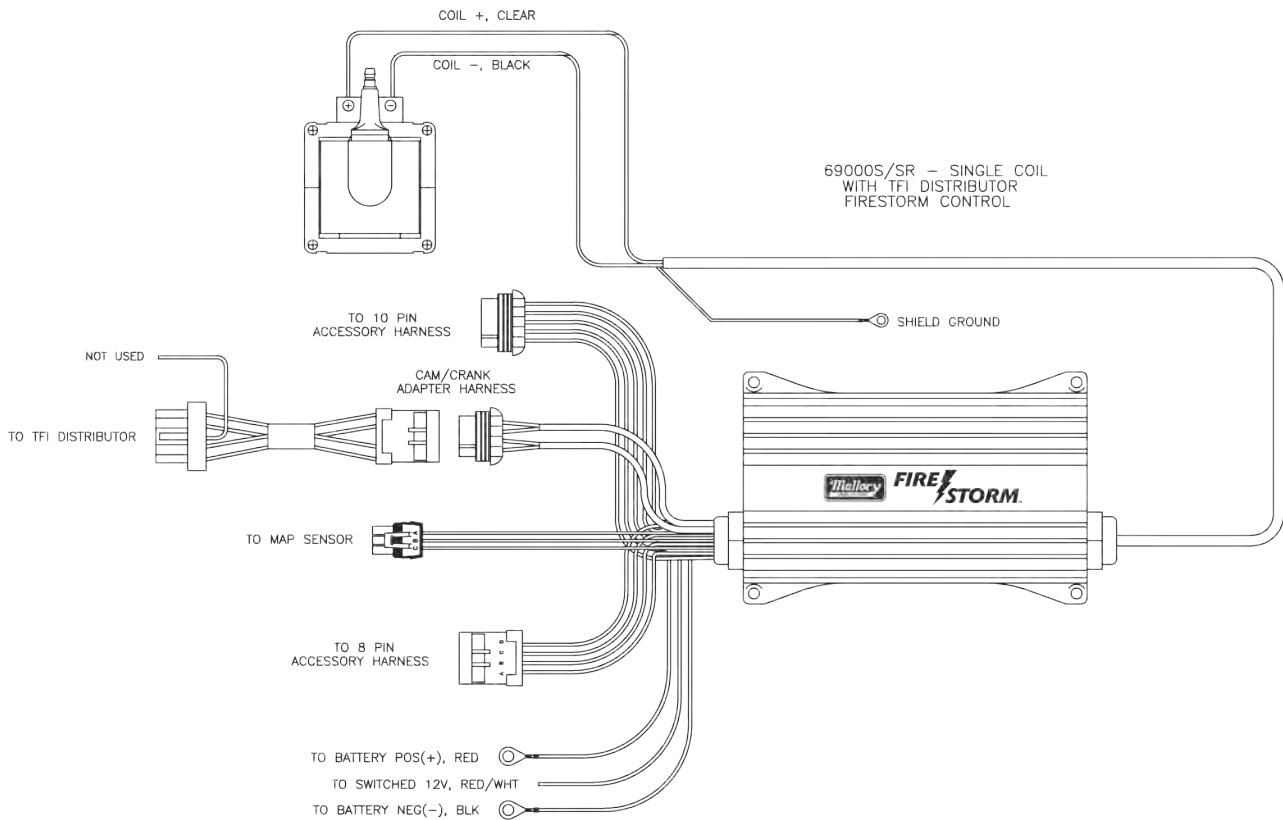 COIL +, CLEAR
COIL -, BLACK
69000S/SR - SINGLE COIL
WITH TFI DISTRIBUTOR
FIRESTORM CONTROL
SHIELD GROUND
TO 10 PIN
ACCESSORY HARNESS
NOT USED
CAM/CRANK
ADAPTER HARNESS
TO TFI DISTRIBUTOR
Mallory
FIRE
STORM
TO MAP SENSOR
C B A
TO 8 PIN
ACCESSORY HARNESS
A B C D
TO BATTERY POS(+), RED
TO SWITCHED 12V, RED/WHT
TO BATTERY NEG(-), BLK